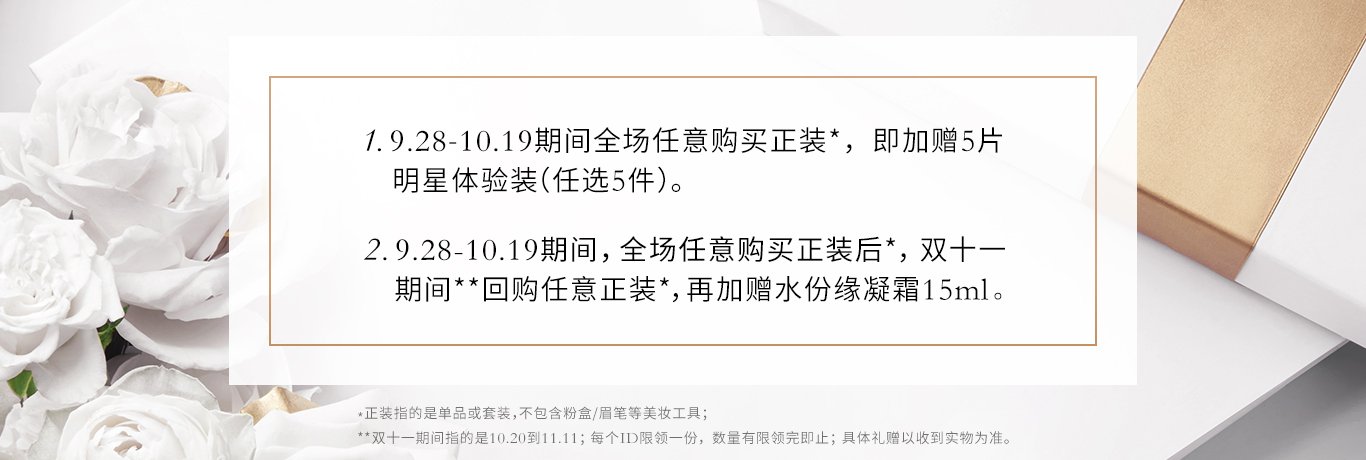 1. 9.28-10.19期间全场任意购买正装*，即加赠5片
明星体验装(任选5件)。
2. 9.28-10.19期间, 全场任意购买正装后*, 双十一
期间**回购任意正装*, 再加赠水份缘凝霜15ml。
*正装指的是单品或套装,不包含粉盒/眉笔等美妆工具；
**双十一期间指的是10.20到11.11；每个ID限领一份，数量有限领完即止；具体礼赠以收到实物为准。